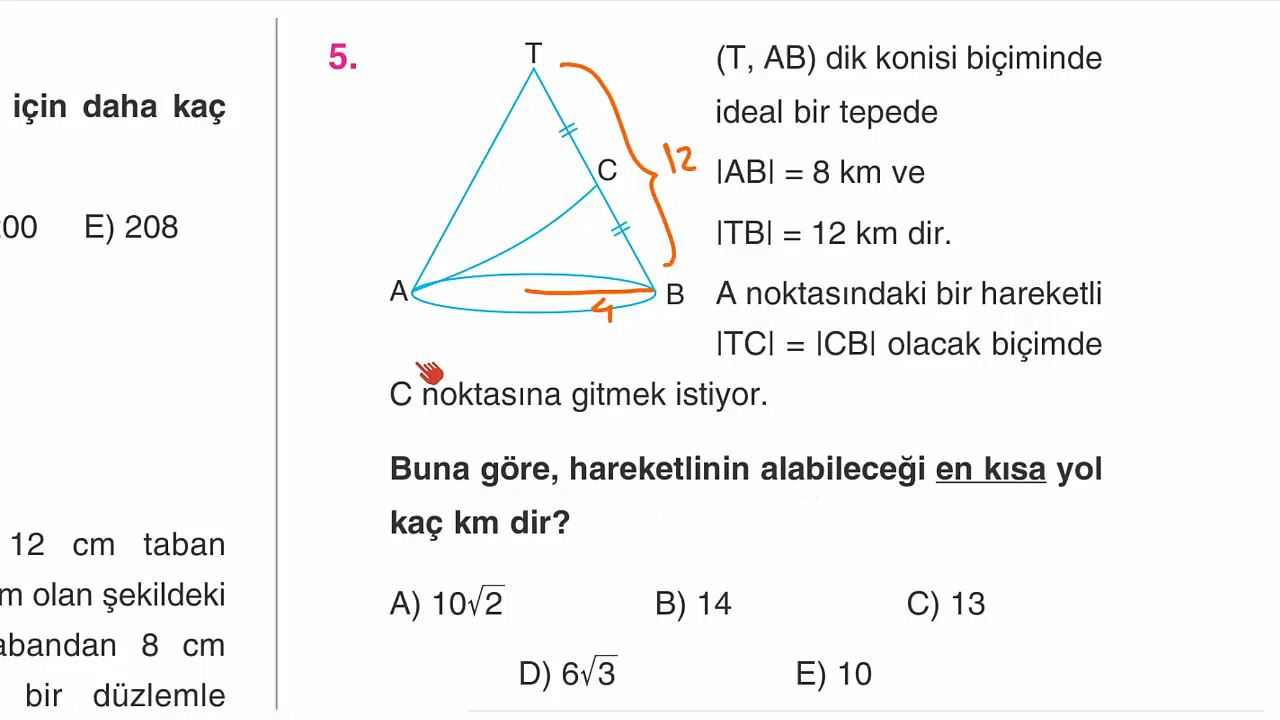 için daha kaç
00 E) 208
12 cm taban
m olan şekildeki
abandan 8 cm
bir düzlemle
5.
T
C
12
A
B
4
(T, AB) dik konisi biçiminde
ideal bir tepede
|AB| = 8 km ve
|TB| = 12 km dir.
A noktasındaki bir hareketli
|TC| = |CB| olacak biçimde
C noktasına gitmek istiyor.
Buna göre, hareketlinin alabileceği en kısa yol
kaç km dir?
A) 10√2 B) 14 C) 13
D) 6√3 E) 10